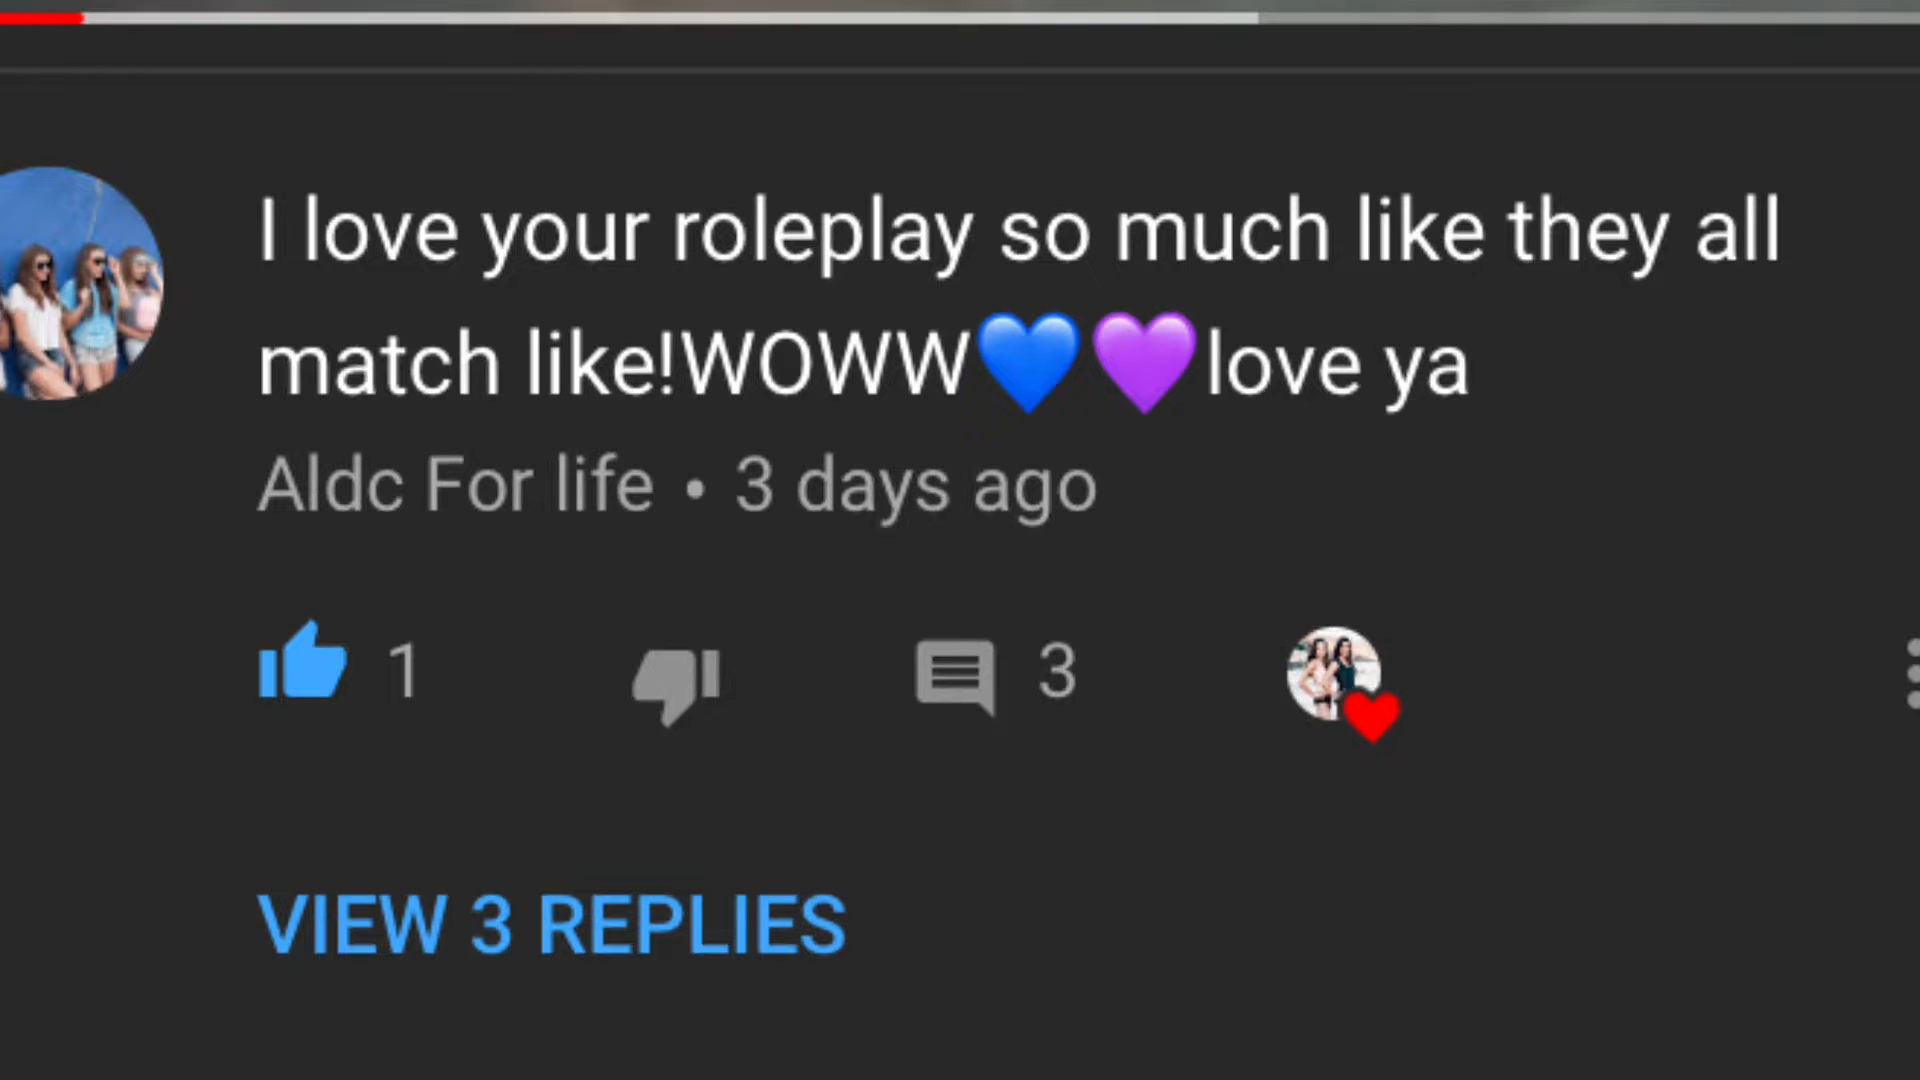 I love your roleplay so much like they all
match like!WOWW💙💜love ya
Aldc For life • 3 days ago
1 3
VIEW 3 REPLIES